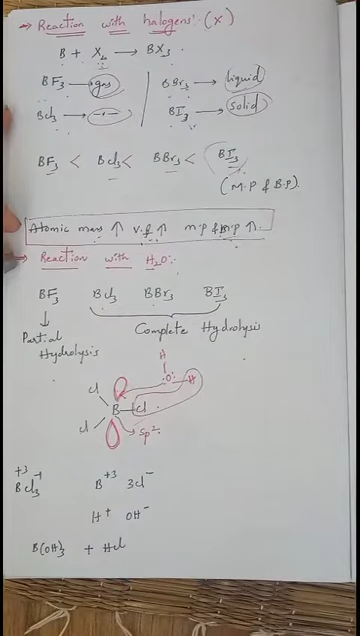 → Reaction with halogens: (X)
B + X₂ → BX₃.
BF₃ → gas
BBr₃ → liquid
BCl₃ → -"-
BI₃ → solid
BF₃ < BCl₃ < BBr₃ < BI₃
(M.P & B.P).
Atomic mass ↑ v.f ↑ m.p & b.p ↑.
→ Reaction with H₂O:.
BF₃ BCl₃ BBr₃ BI₃
↓
Partial Hydrolysis
Complete Hydrolysis
H
Cl :O: H
B – Cl
Cl → sp².
+3 -1
BCl₃ B⁺³ 3Cl⁻
H⁺ OH⁻
B(OH)₃ + HCl